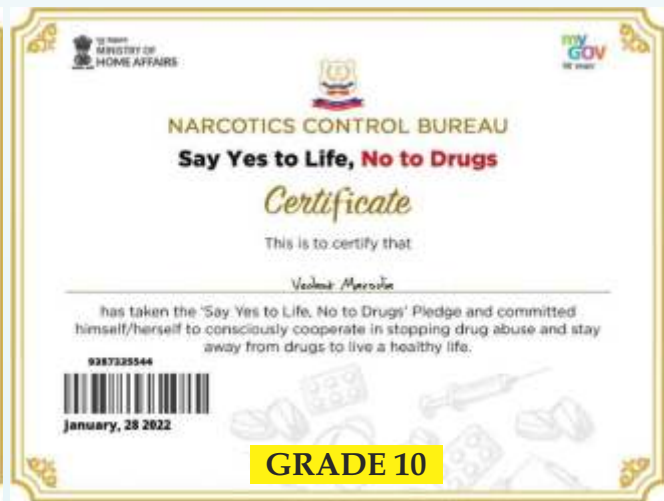 MINISTRY OF
HOME AFFAIRS
my
GOV
NARCOTICS CONTROL BUREAU
Say Yes to Life, No to Drugs
Certificate
This is to certify that
has taken the 'Say Yes to Life, No to Drugs' Pledge and committed
himself/herself to consciously cooperate in stopping drug abuse and stay
away from drugs to live a healthy life.
9387325544
January, 28 2022
GRADE 10